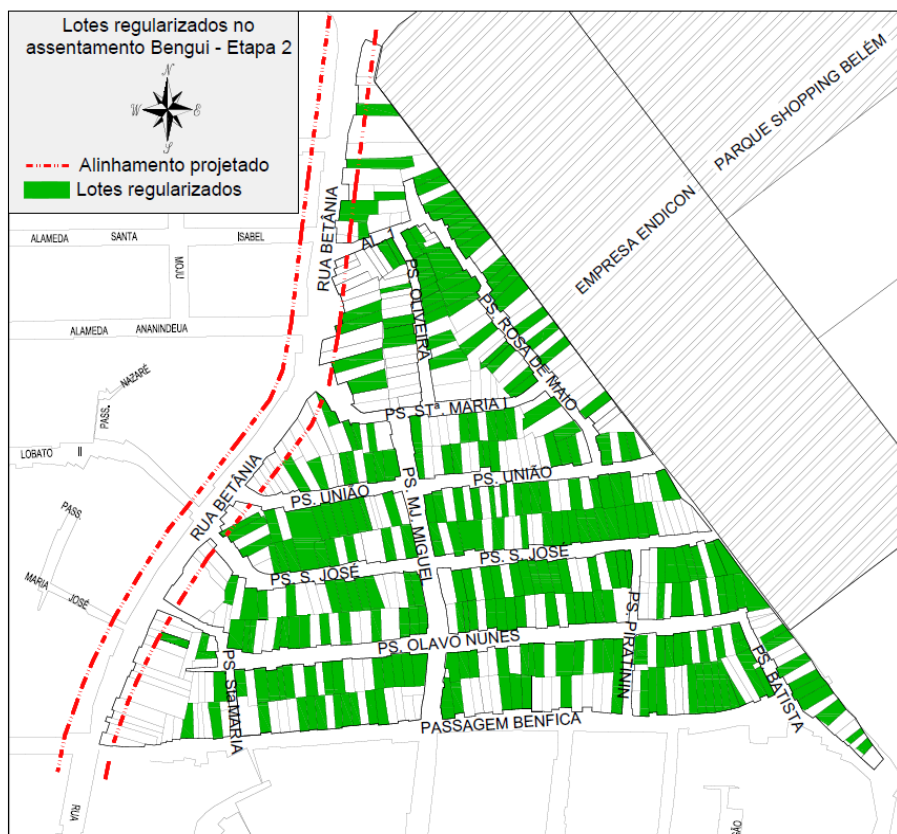 Lotes regularizados no
assentamento Bengui - Etapa 2
N
W
E
S
Alinhamento projetado
Lotes regularizados
PARQUE SHOPPING BELÉM
EMPRESA ENDICON
RUA BETÂNIA
ALAMEDA SANTA ISABEL
MOJU
AL. 1
PS. OLIVEIRA
PS. ROSA DE MAIO
ALAMEDA ANANINDEUA
PASS. NAZARÉ
PS. STª. MARIA I
LOBATO II
RUA BETÂNIA
PS. UNIÃO
PS. UNIÃO
PS. MJ. MIGUEL
PASS.
MARIA JOSÉ
PS. S. JOSÉ
PS. S. JOSÉ
PS. PIRATININ
PS. OLAVO NUNES
PS. Sta MARIA
PS. BATISTA
PASSAGEM BENFICA
RUA